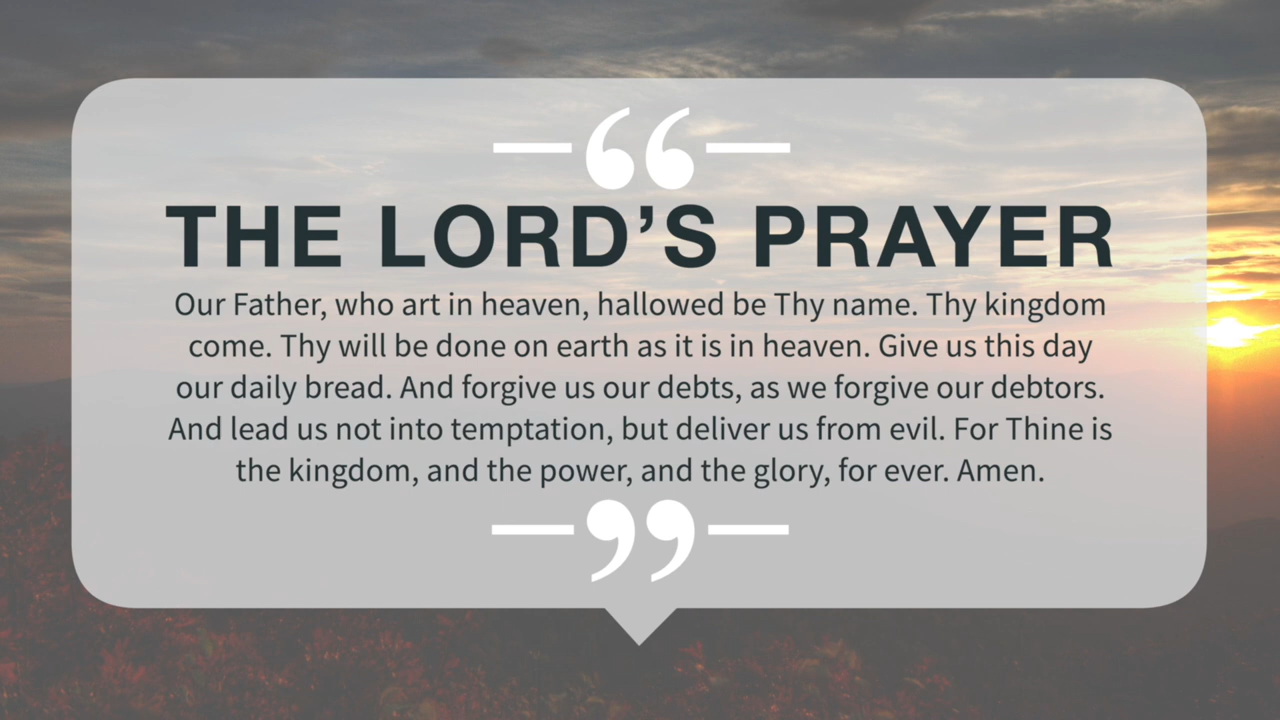 “
THE LORD’S PRAYER
Our Father, who art in heaven, hallowed be Thy name. Thy kingdom
come. Thy will be done on earth as it is in heaven. Give us this day
our daily bread. And forgive us our debts, as we forgive our debtors.
And lead us not into temptation, but deliver us from evil. For Thine is
the kingdom, and the power, and the glory, for ever. Amen.
”